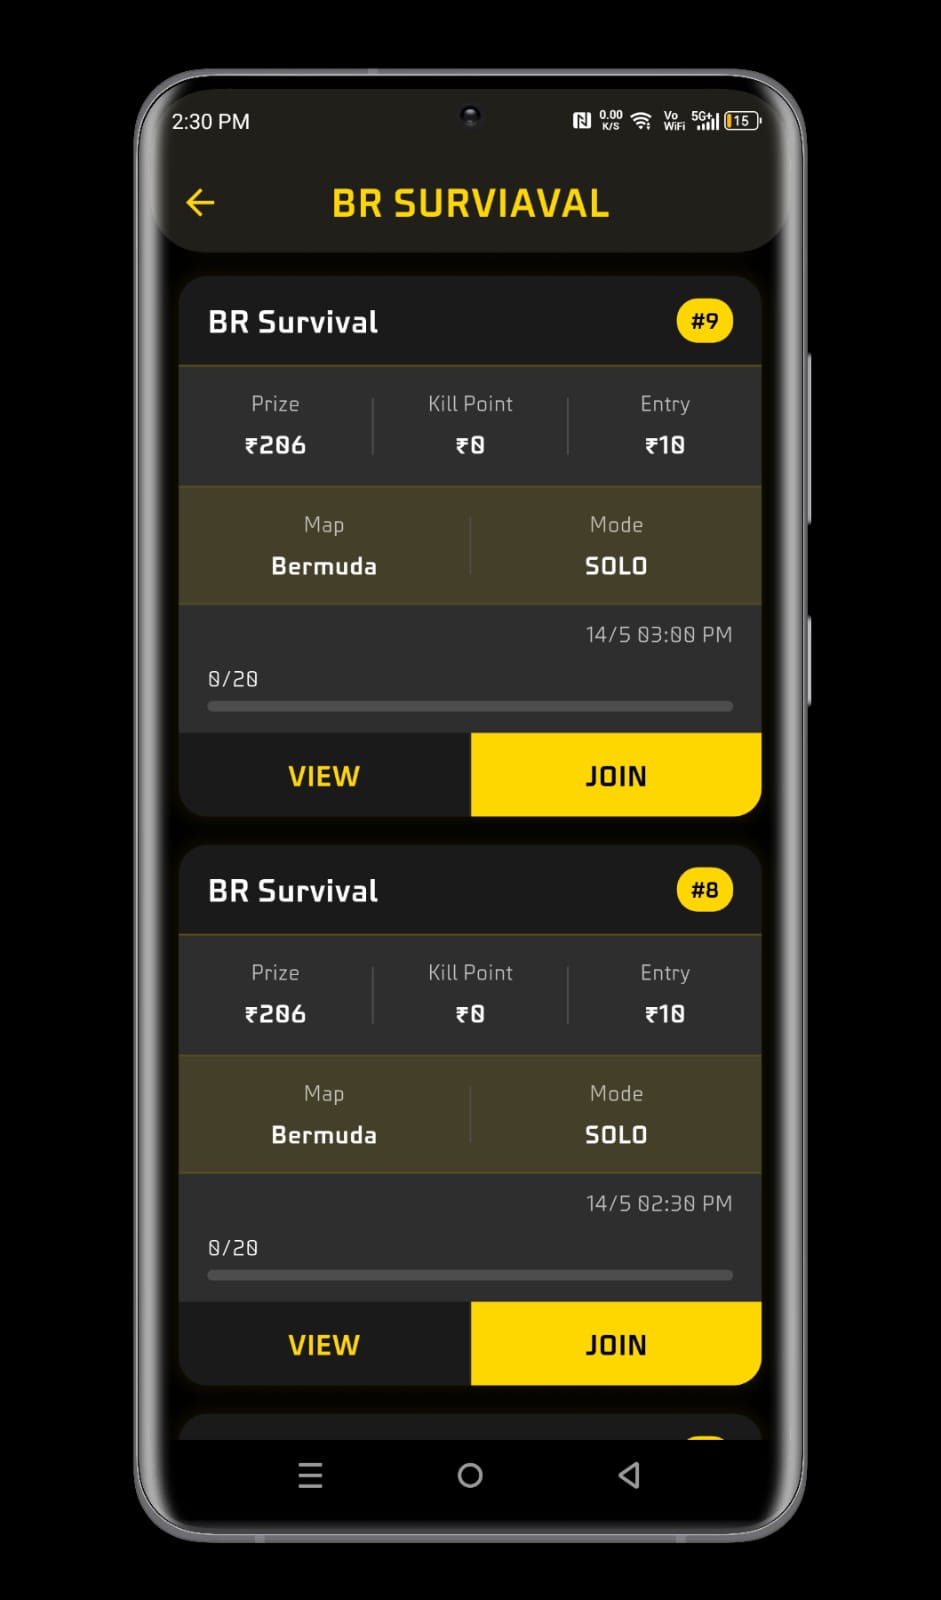 2:30 PM
0.00 K/S Vo WiFi 5G+ 15
BR SURVIAVAL
BR Survival #9
Prize Kill Point Entry
₹206 ₹0 ₹10
Map Mode
Bermuda SOLO
14/5 03:00 PM
0/20
VIEW JOIN
BR Survival #8
Prize Kill Point Entry
₹206 ₹0 ₹10
Map Mode
Bermuda SOLO
14/5 02:30 PM
0/20
VIEW JOIN